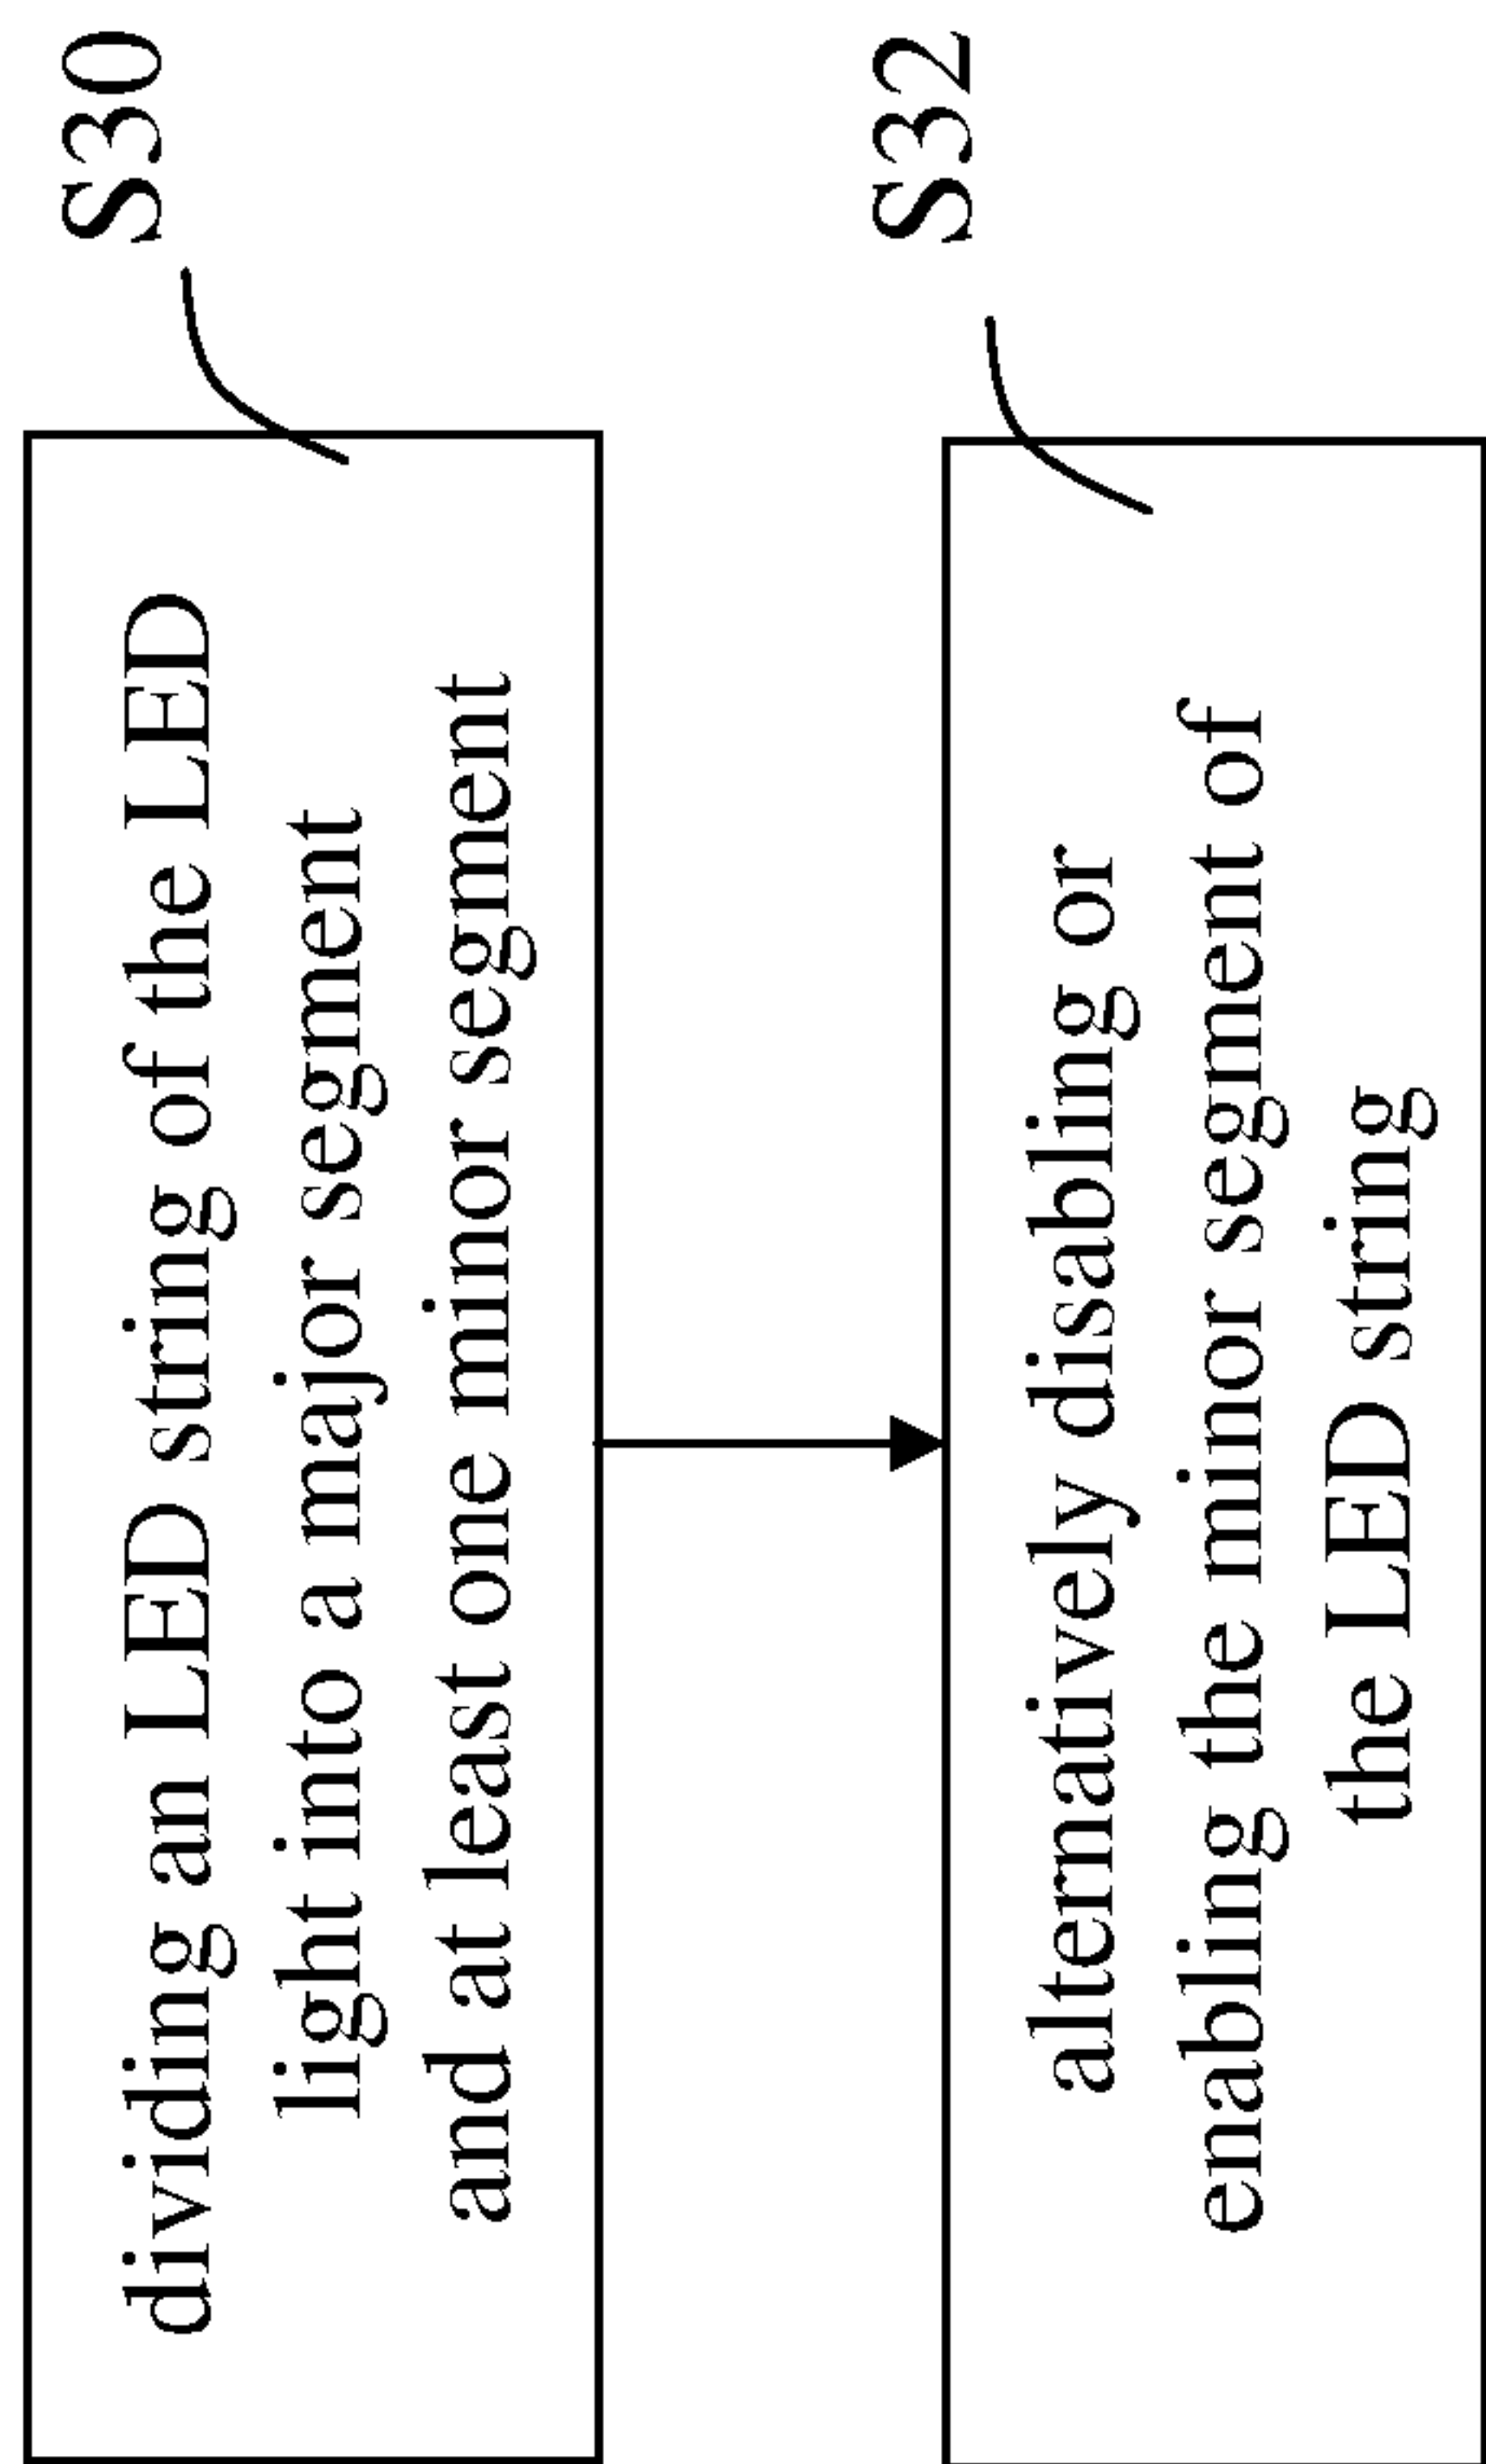 dividing an LED string of the LED
light into a major segment
and at least one minor segment
S30
alternatively disabling or
enabling the minor segment of
the LED string
S32